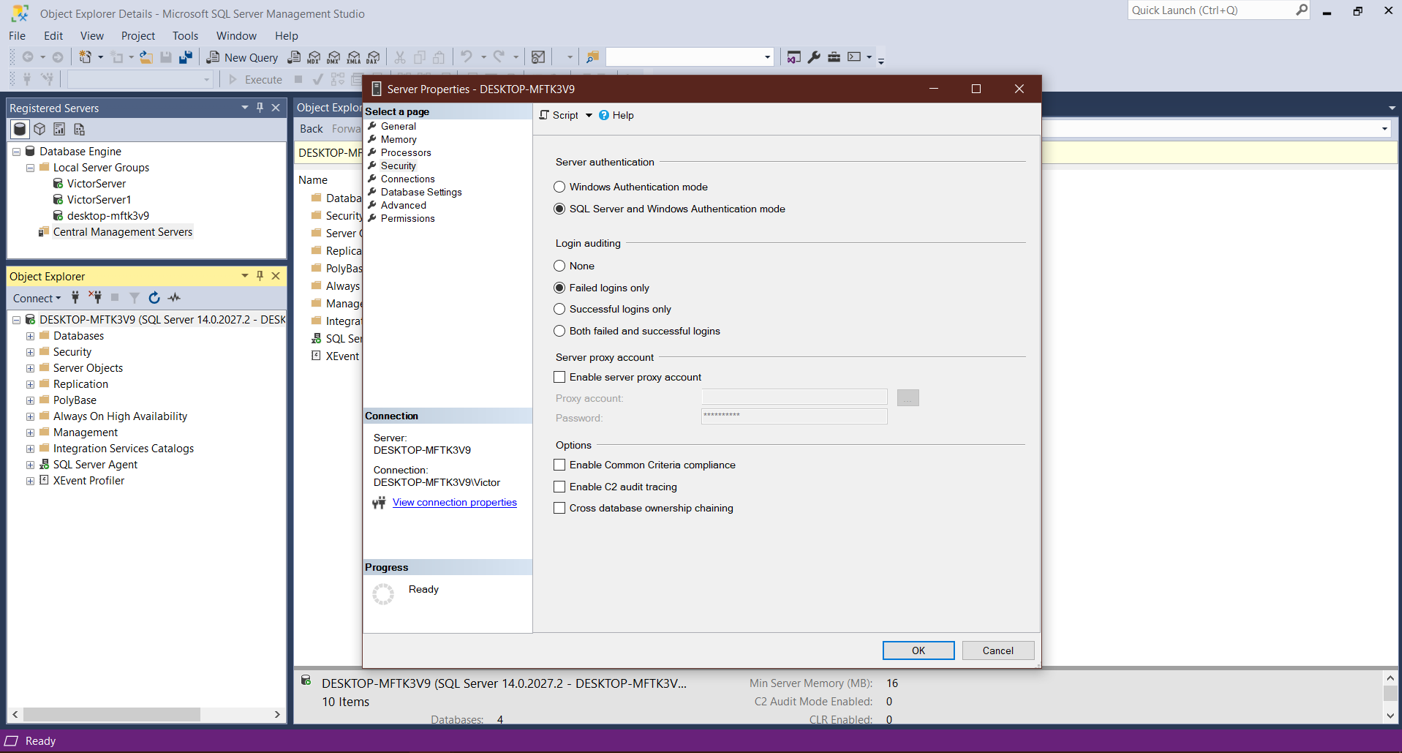 Object Explorer Details - Microsoft SQL Server Management Studio
Quick Launch (Ctrl+Q)
File Edit View Project Tools Window Help
New Query MDX DMX XMLA DAX
Execute
Registered Servers
Database Engine
Local Server Groups
VictorServer
VictorServer1
desktop-mftk3v9
Central Management Servers
Object Explorer
Connect
DESKTOP-MFTK3V9 (SQL Server 14.0.2027.2 - DESK
Databases
Security
Server Objects
Replication
PolyBase
Always On High Availability
Management
Integration Services Catalogs
SQL Server Agent
XEvent Profiler
Object Explor
Back Forwa
DESKTOP-MF
Name
Databa
Security
Server O
Replica
PolyBas
Always
Manage
Integrat
SQL Ser
XEvent
Server Properties - DESKTOP-MFTK3V9
Select a page
General
Memory
Processors
Security
Connections
Database Settings
Advanced
Permissions
Connection
Server:
DESKTOP-MFTK3V9
Connection:
DESKTOP-MFTK3V9\Victor
View connection properties
Progress
Ready
Script Help
Server authentication
Windows Authentication mode
SQL Server and Windows Authentication mode
Login auditing
None
Failed logins only
Successful logins only
Both failed and successful logins
Server proxy account
Enable server proxy account
Proxy account:
...
Password: **********
Options
Enable Common Criteria compliance
Enable C2 audit tracing
Cross database ownership chaining
OK Cancel
DESKTOP-MFTK3V9 (SQL Server 14.0.2027.2 - DESKTOP-MFTK3V...
10 Items
Databases: 4
Min Server Memory (MB): 16
C2 Audit Mode Enabled: 0
CLR Enabled: 0
Ready